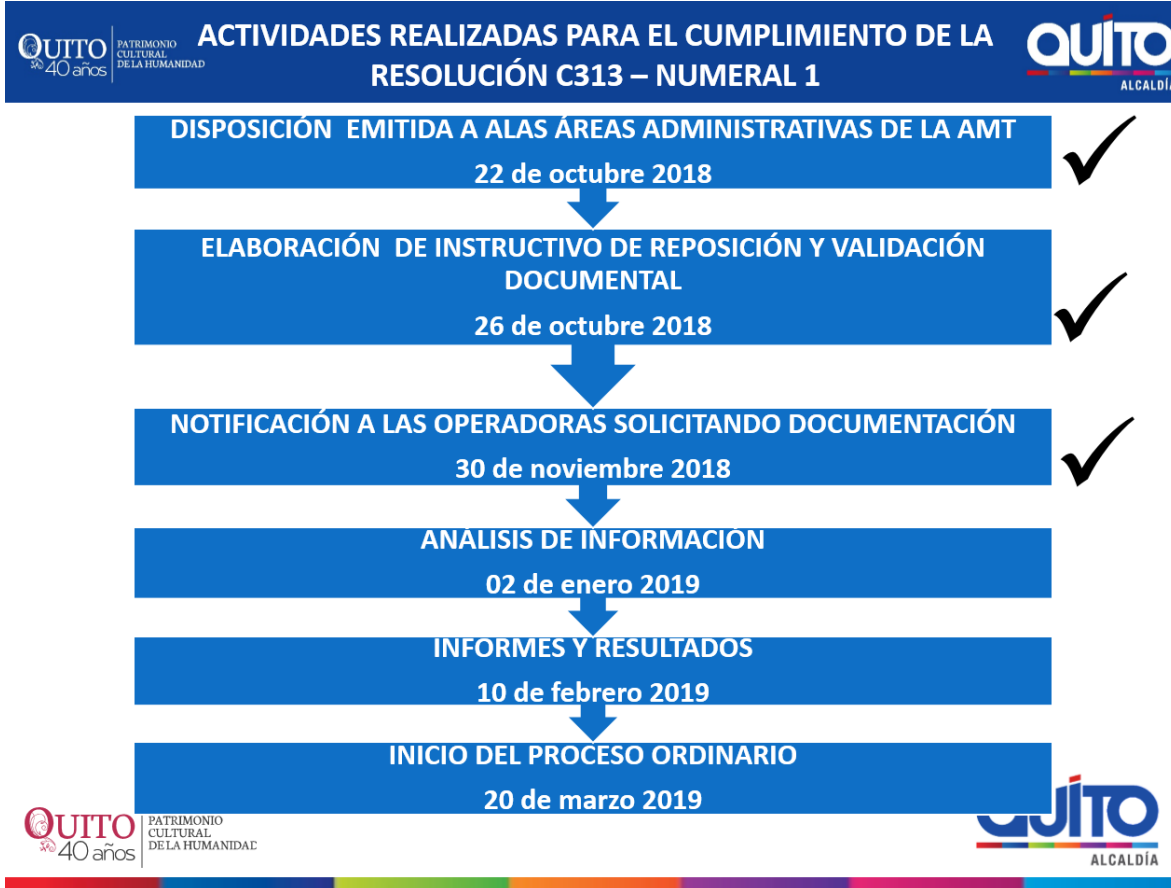 QUITO
40 años
PATRIMONIO
CULTURAL
DE LA HUMANIDAD
ACTIVIDADES REALIZADAS PARA EL CUMPLIMIENTO DE LA
RESOLUCIÓN C313 – NUMERAL 1
QUITO
ALCALDÍA
DISPOSICIÓN EMITIDA A ALAS ÁREAS ADMINISTRATIVAS DE LA AMT
22 de octubre 2018
ELABORACIÓN DE INSTRUCTIVO DE REPOSICIÓN Y VALIDACIÓN
DOCUMENTAL
26 de octubre 2018
NOTIFICACIÓN A LAS OPERADORAS SOLICITANDO DOCUMENTACIÓN
30 de noviembre 2018
ANÁLISIS DE INFORMACIÓN
02 de enero 2019
INFORMES Y RESULTADOS
10 de febrero 2019
INICIO DEL PROCESO ORDINARIO
20 de marzo 2019
QUITO
40 años
PATRIMONIO
CULTURAL
DE LA HUMANIDAD
QUÍTO
ALCALDÍA